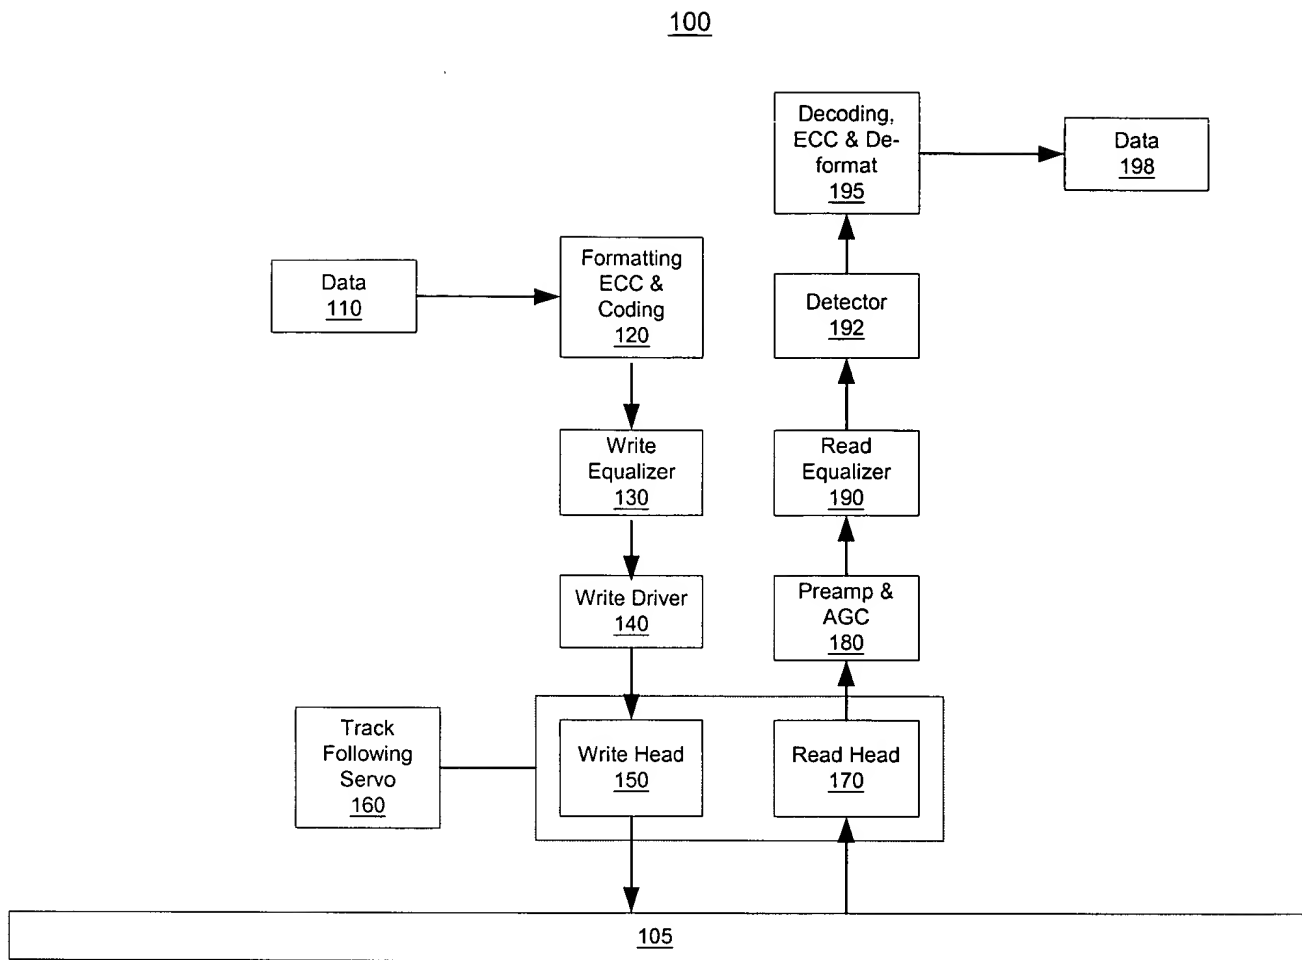 100
Decoding,
ECC & De-
format
195
Data
198
Data
110
Formatting
ECC &
Coding
120
Detector
192
Write
Equalizer
130
Read
Equalizer
190
Write Driver
140
Preamp &
AGC
180
Track
Following
Servo
160
Write Head
150
Read Head
170
105